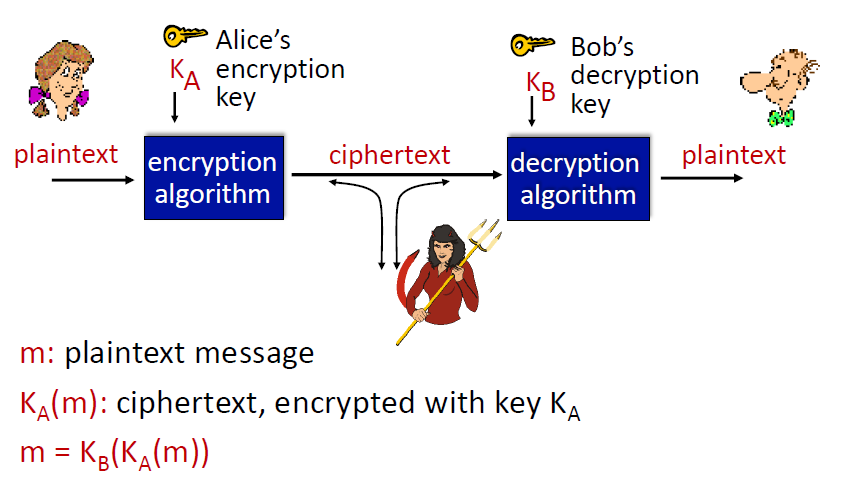 Alice's
encryption
key
K_A
Bob's
decryption
key
K_B
plaintext
encryption
algorithm
ciphertext
decryption
algorithm
plaintext
m: plaintext message
K_A(m): ciphertext, encrypted with key K_A
m = K_B(K_A(m))